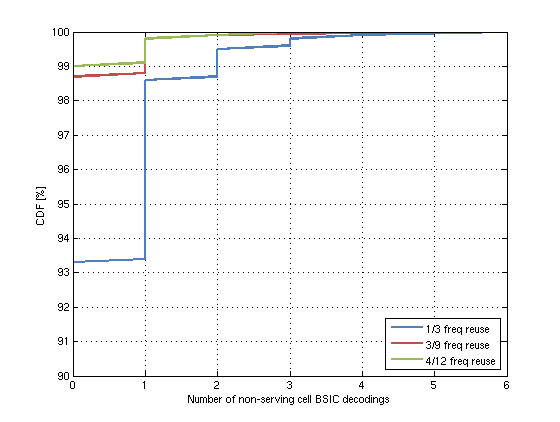 100
99
98
97
96
95
94
93
92
91
90
CDF [%]
0 1 2 3 4 5 6
Number of non-serving cell BSIC decodings
1/3 freq reuse
3/9 freq reuse
4/12 freq reuse